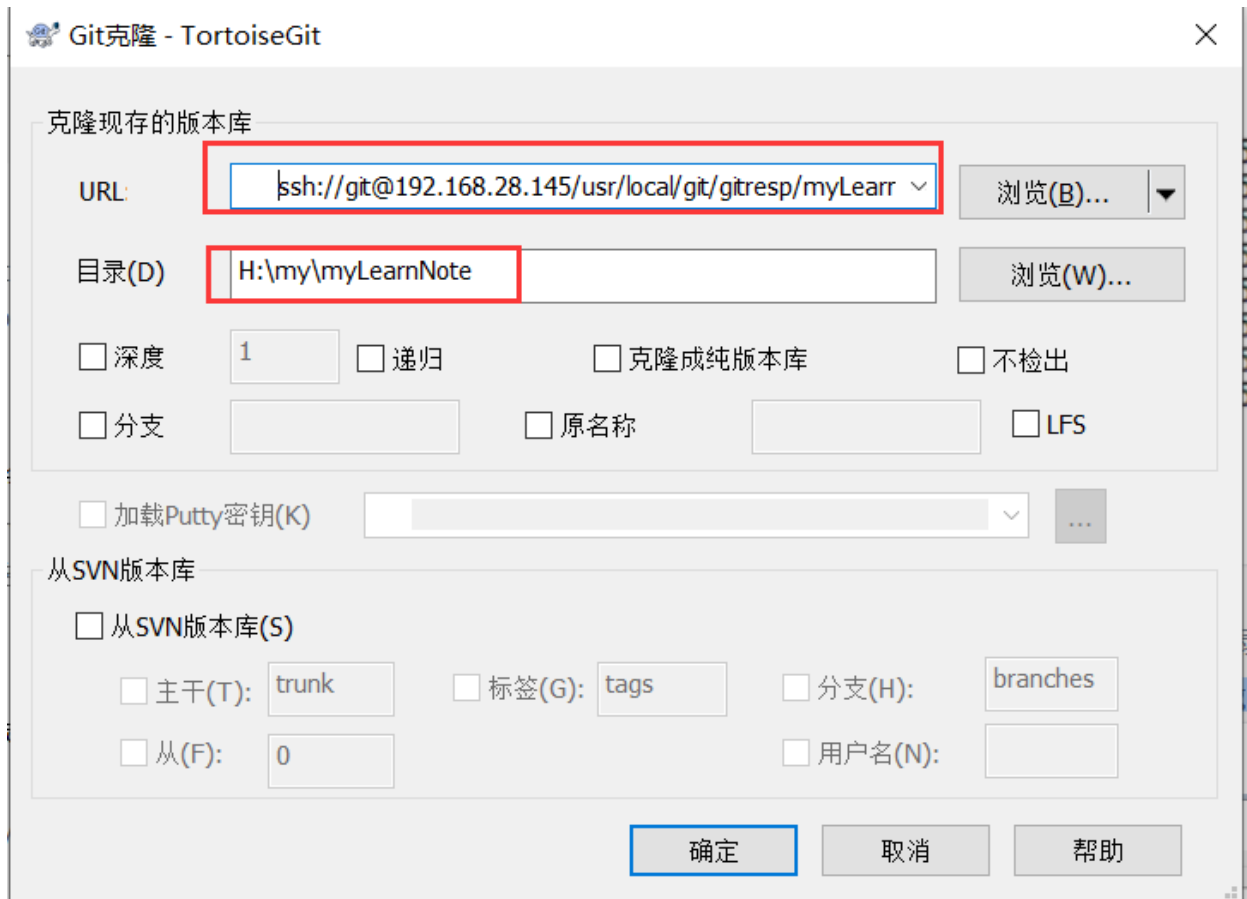 Git克隆 - TortoiseGit
克隆现存的版本库
URL: ssh://git@192.168.28.145/usr/local/git/gitresp/myLearr 浏览(B)...
目录(D) H:\my\myLearnNote 浏览(W)...
深度 1 递归 克隆成纯版本库 不检出
分支 原名称 LFS
加载Putty密钥(K) ...
从SVN版本库
从SVN版本库(S)
主干(T): trunk 标签(G): tags 分支(H): branches
从(F): 0 用户名(N):
确定 取消 帮助